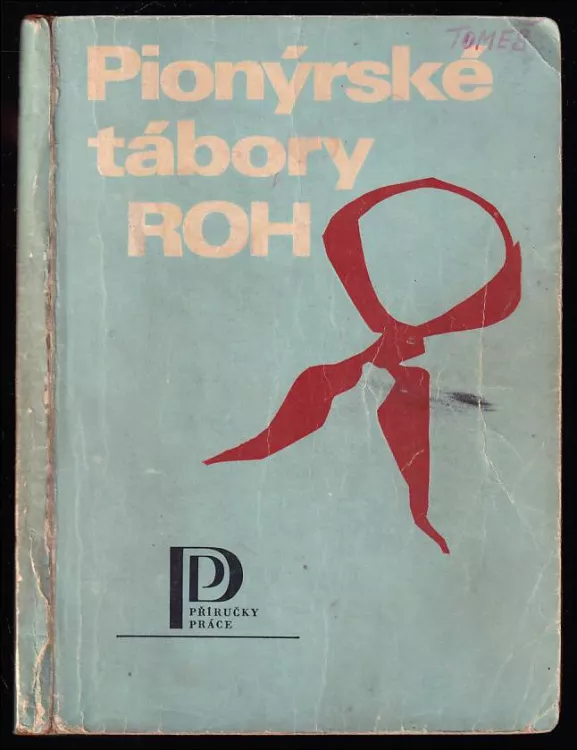 TOMEŠ
Pionýrské
tábory
ROH
PP
PŘÍRUČKY
PRÁCE